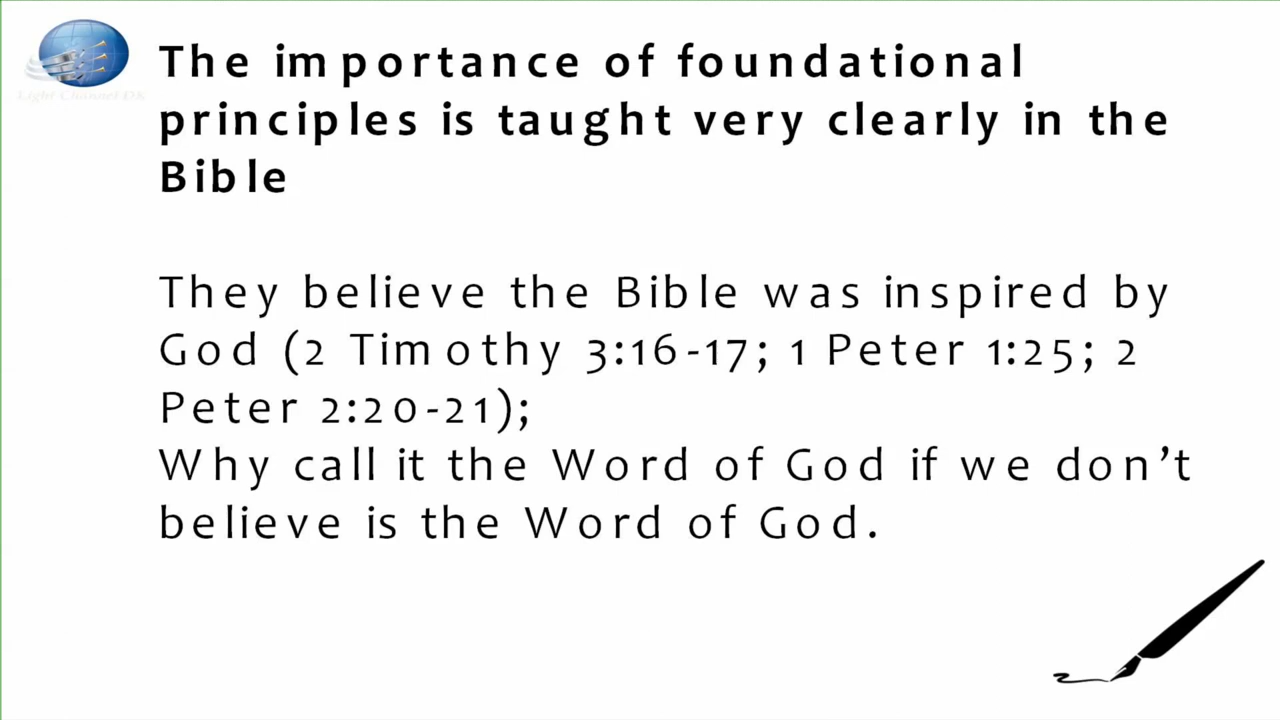 The importance of foundational
principles is taught very clearly in the
Bible
They believe the Bible was inspired by
God (2 Timothy 3:16-17; 1 Peter 1:25; 2
Peter 2:20-21);
Why call it the Word of God if we don’t
believe is the Word of God.